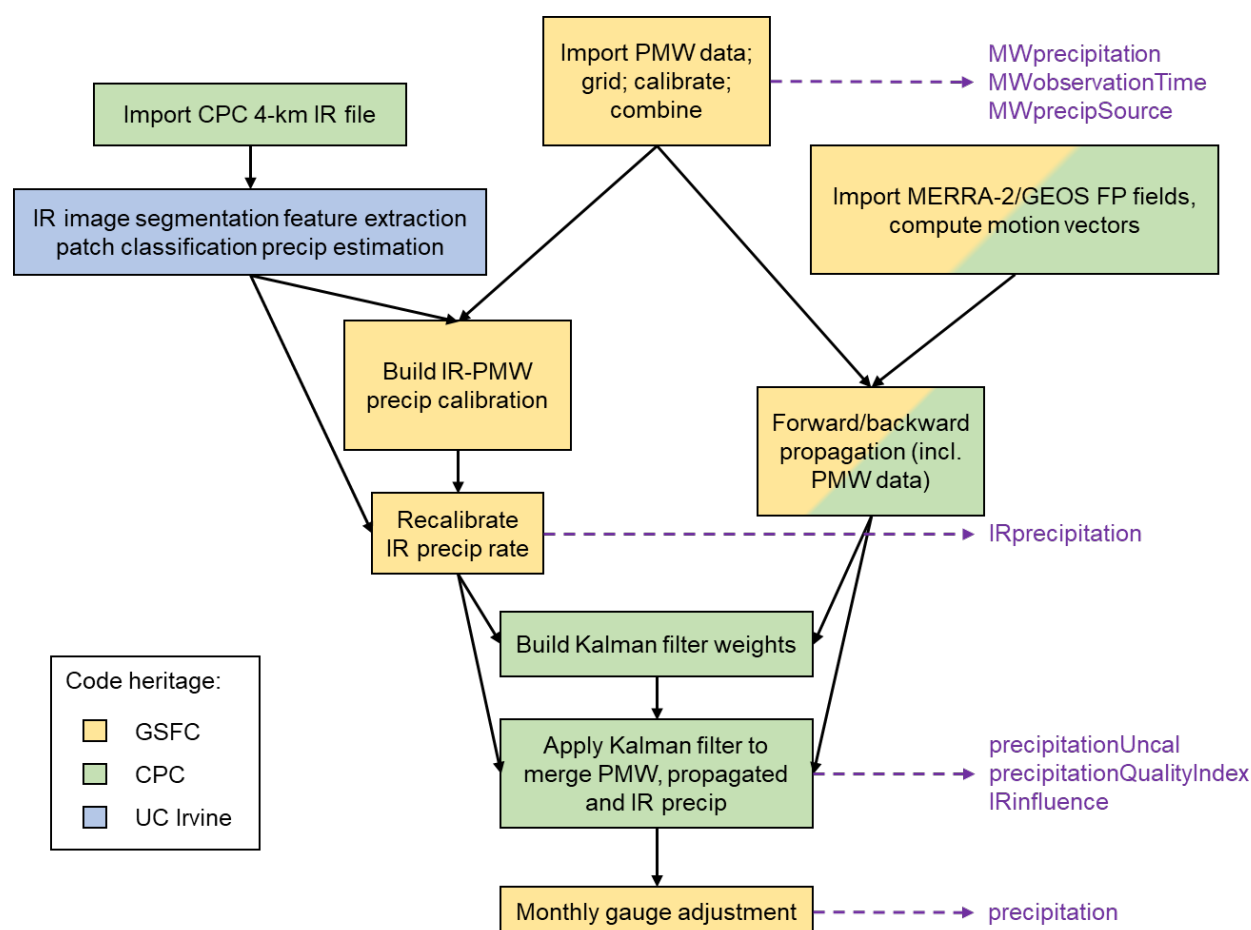 Import PMW data;
grid; calibrate;
combine
MWprecipitation
MWobservationTime
MWprecipSource
Import CPC 4-km IR file
Import MERRA-2/GEOS FP fields,
compute motion vectors
IR image segmentation feature extraction
patch classification precip estimation
Build IR-PMW
precip calibration
Forward/backward
propagation (incl.
PMW data)
Recalibrate
IR precip rate
IRprecipitation
Build Kalman filter weights
Code heritage:
GSFC
CPC
UC Irvine
Apply Kalman filter to
merge PMW, propagated
and IR precip
precipitationUncal
precipitationQualityIndex
IRinfluence
Monthly gauge adjustment
precipitation